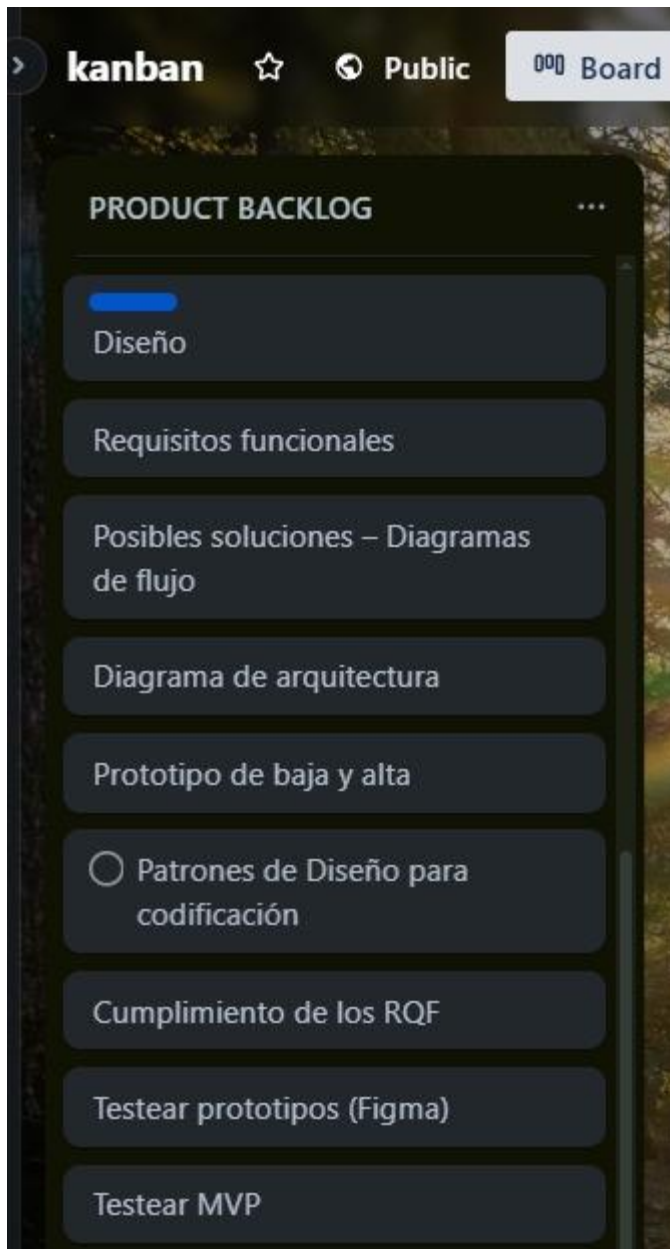 kanban Public Board
PRODUCT BACKLOG
Diseño
Requisitos funcionales
Posibles soluciones – Diagramas
de flujo
Diagrama de arquitectura
Prototipo de baja y alta
Patrones de Diseño para
codificación
Cumplimiento de los RQF
Testear prototipos (Figma)
Testear MVP